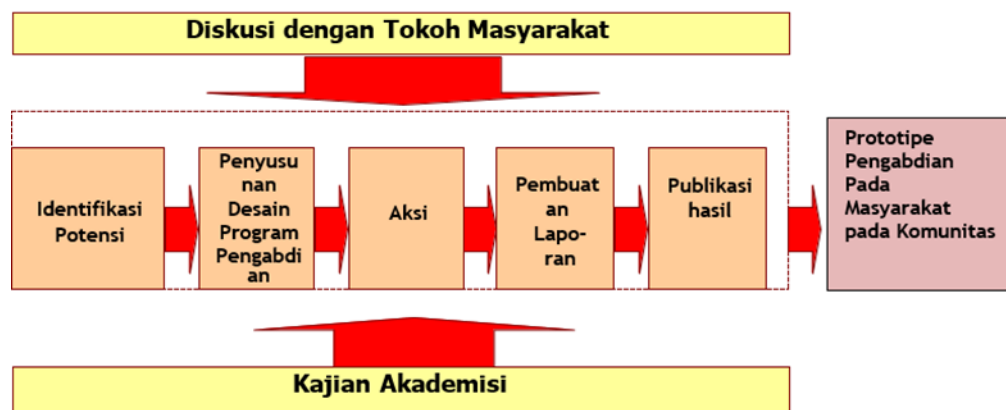 Diskusi dengan Tokoh Masyarakat
Identifikasi
Potensi
Penyusu
nan
Desain
Program
Pengabdi
an
Aksi
Pembuat
an
Lapo-
ran
Publikasi
hasil
Prototipe
Pengabdian
Pada
Masyarakat
pada Komunitas
Kajian Akademisi